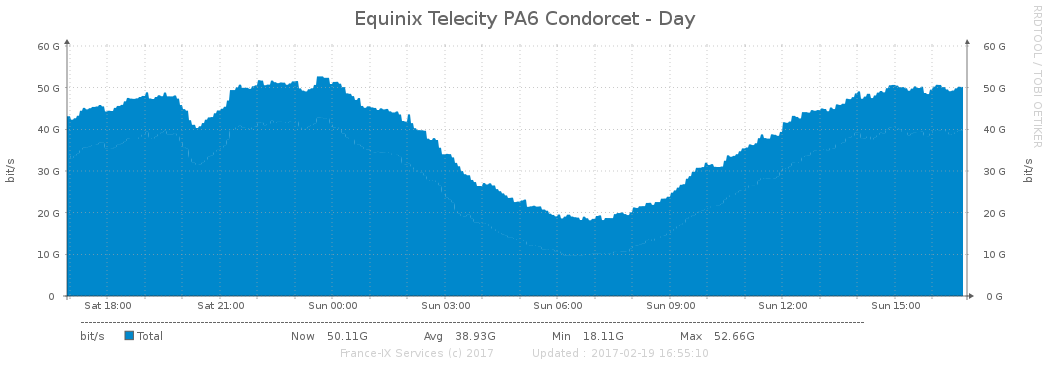 Equinix Telecity PA6 Condorcet - Day
RRDTOOL / TOBI OETIKER
60 G 60 G
50 G 50 G
40 G 40 G
30 G 30 G
20 G 20 G
10 G 10 G
0 0 G
bit/s bit/s
Sat 18:00 Sat 21:00 Sun 00:00 Sun 03:00 Sun 06:00 Sun 09:00 Sun 12:00 Sun 15:00
bit/s Total Now 50.11G Avg 38.93G Min 18.11G Max 52.66G
France-IX Services (c) 2017 Updated : 2017-02-19 16:55:10